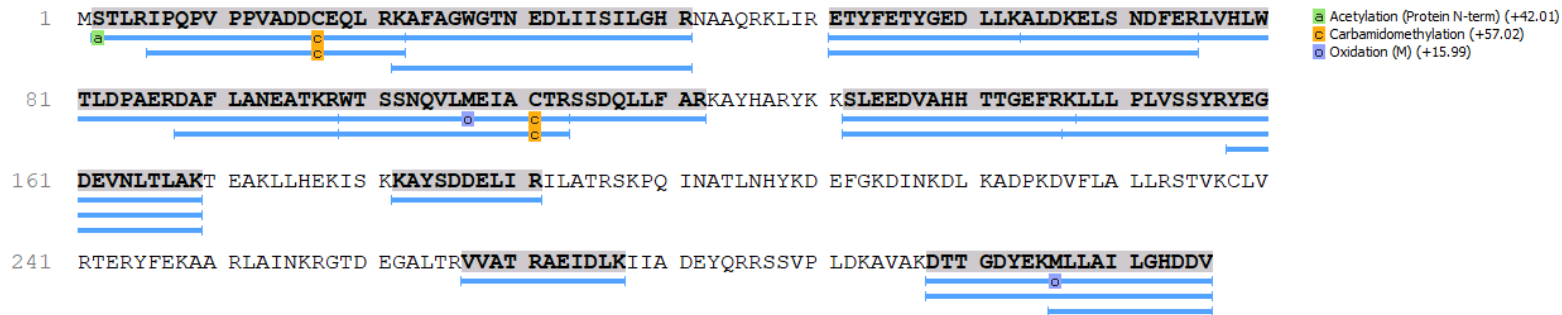 1 MSTLRIPQPV PPVADDCEQL RKAFAGWGTN EDLIISILGH RNAAQRKLIR ETYFETYGED LLKALDKELS NDFERLVHLW
a Acetylation (Protein N-term) (+42.01)
a c
c Carbamidomethylation (+57.02)
c
o Oxidation (M) (+15.99)
81 TLDPAERDAF LANEATKRWT SSNQVLMEIA CTRSSDQLLF ARKAYHARYK KSLEEDVAHH TTGEFRKLLL PLVSSYRYEG
o c
c
161 DEVNLTLAKT EAKLLHEKIS KKAYSDDELI RILATRSKPQ INATLNHYKD EFGKDINKDL KADPKDVFLA LLRSTVKCLV
241 RTERYFEKAA RLAINKRGTD EGALTRVVAT RAEIDLKIIA DEYQRRSSVP LDKAVAKDTT GDYEKMLLAI LGHDDV
o